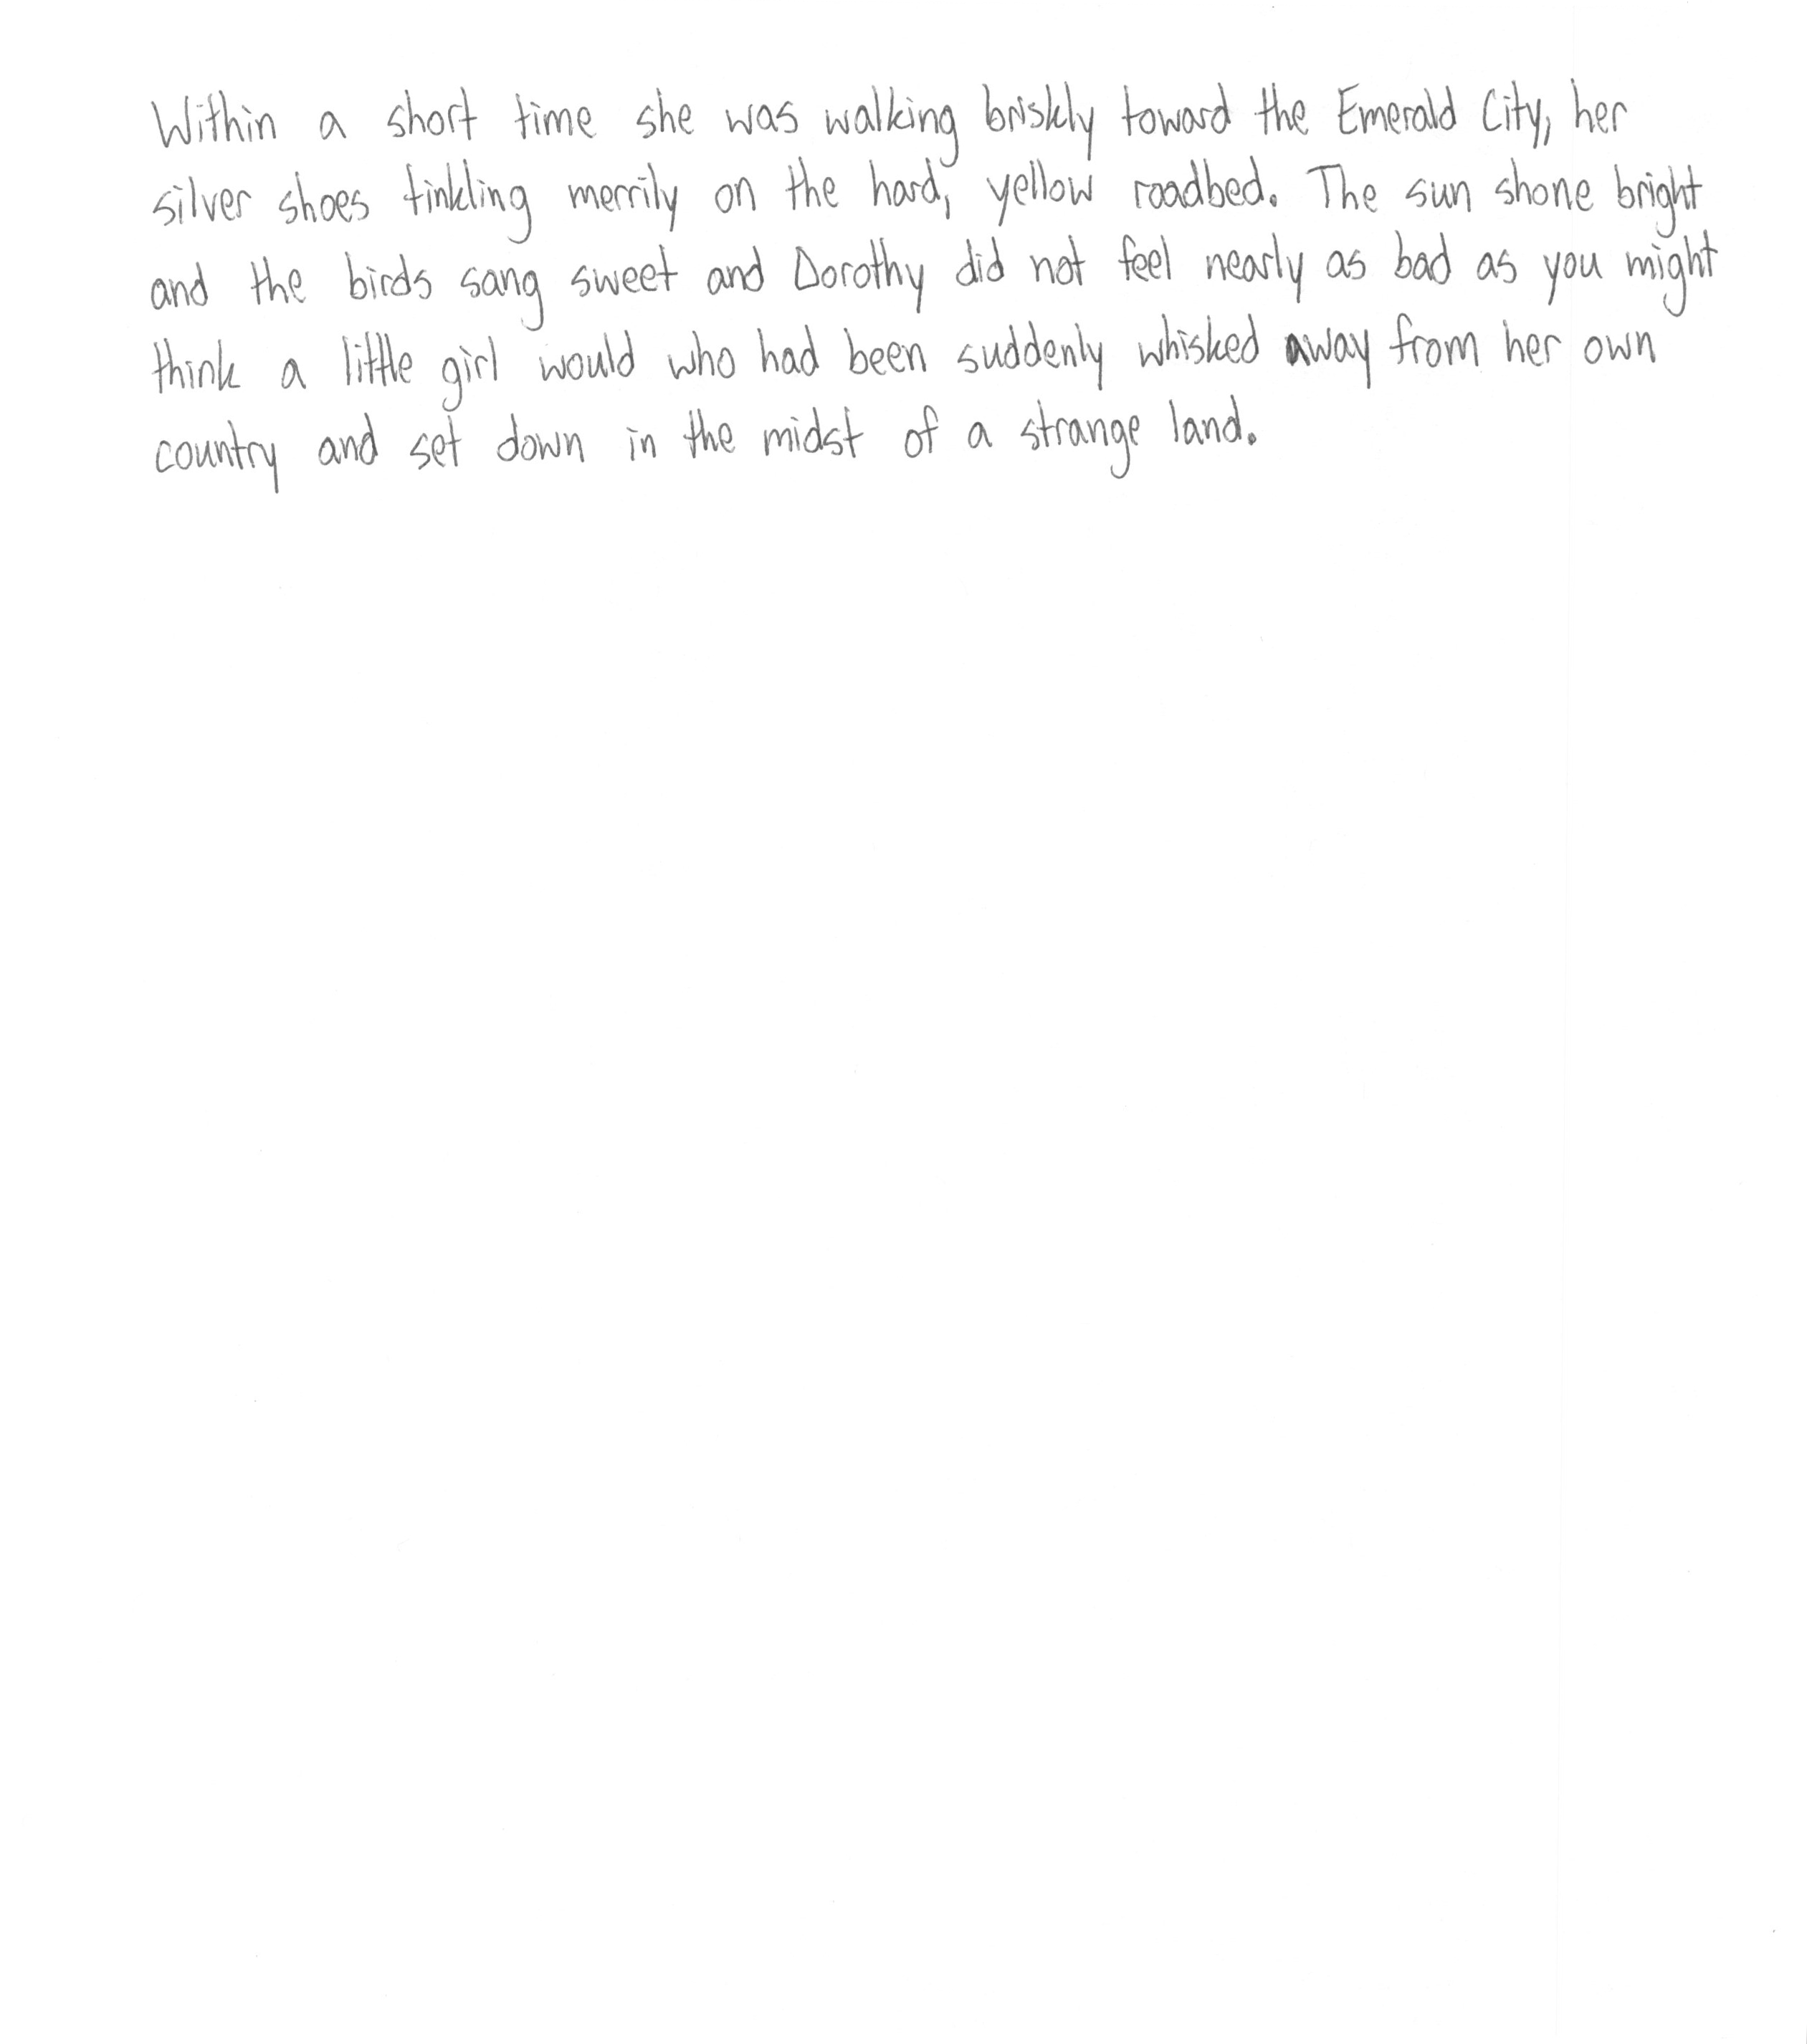 Within a short time she was walking briskly toward the Emerald City, her
silver shoes tinkling merrily on the hard, yellow roadbed. The sun shone bright
and the birds sang sweet and Dorothy did not feel nearly as bad as you might
think a little girl would who had been suddenly whisked away from her own
country and set down in the midst of a strange land.